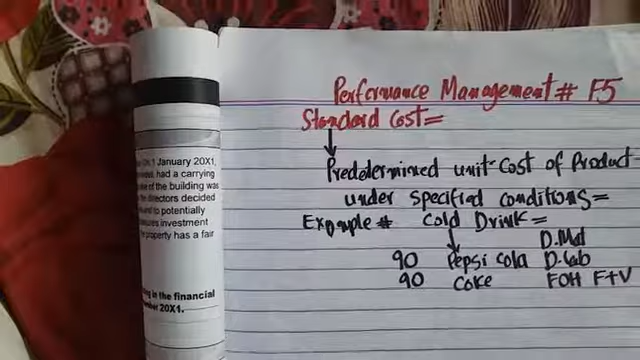 on 1 January 20X1,
had a carrying
of the building was
directors decided
to potentially
investment
property has a fair
in the financial
20X1.
Performance Management # F5
Standard Cost=
Predetermined unit Cost of Product
under specified conditions=
Example # Cold Drink=
D.Mat
90 Pepsi cola D.Lab
90 Coke FOH F+V